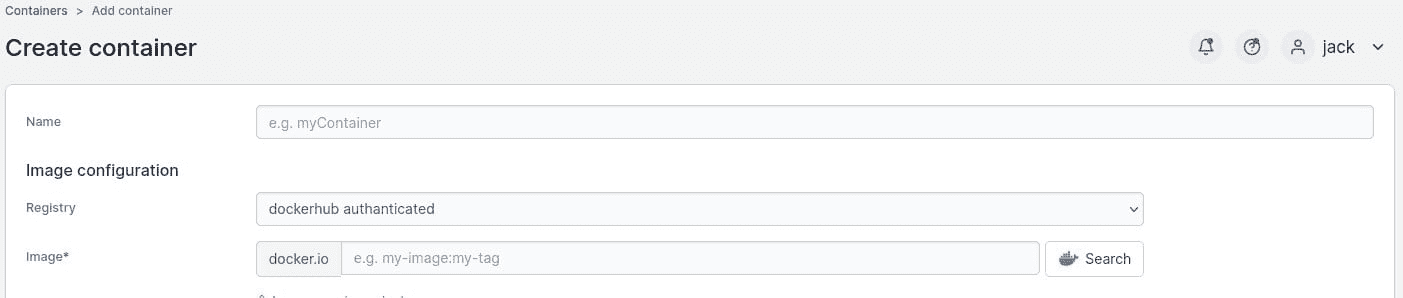 Containers > Add container
Create container
jack
Name
e.g. myContainer
Image configuration
Registry
dockerhub authanticated
Image*
docker.io
e.g. my-image:my-tag
Search